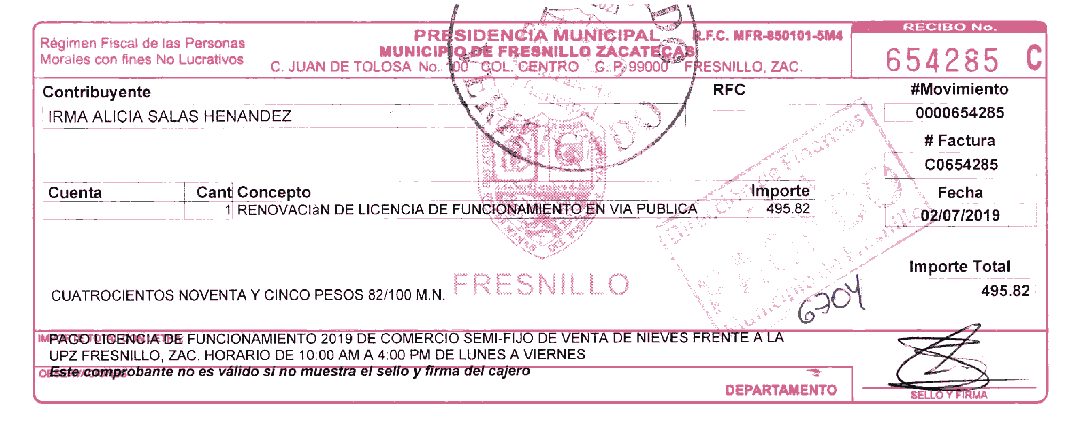 RECIBO No.
Régimen Fiscal de las Personas
Morales con fines No Lucrativos
PRESIDENCIA MUNICIPAL
R.F.C. MFR-850101-5M4
MUNICIPIO DE FRESNILLO ZACATECAS
C. JUAN DE TOLOSA No. 100 COL. CENTRO C.P. 99000 FRESNILLO, ZAC.
654285 C
Contribuyente
RFC
#Movimiento
IRMA ALICIA SALAS HENANDEZ
0000654285
# Factura
C0654285
Cuenta Cant Concepto Importe
Fecha
1 RENOVACIàN DE LICENCIA DE FUNCIONAMIENTO EN VIA PUBLICA 495.82
02/07/2019
Importe Total
FRESNILLO
495.82
CUATROCIENTOS NOVENTA Y CINCO PESOS 82/100 M.N.
6704
PAGO LICENCIA DE FUNCIONAMIENTO 2019 DE COMERCIO SEMI-FIJO DE VENTA DE NIEVES FRENTE A LA
UPZ FRESNILLO, ZAC. HORARIO DE 10:00 AM A 4:00 PM DE LUNES A VIERNES
Este comprobante no es válido si no muestra el sello y firma del cajero
DEPARTAMENTO
SELLO Y FIRMA